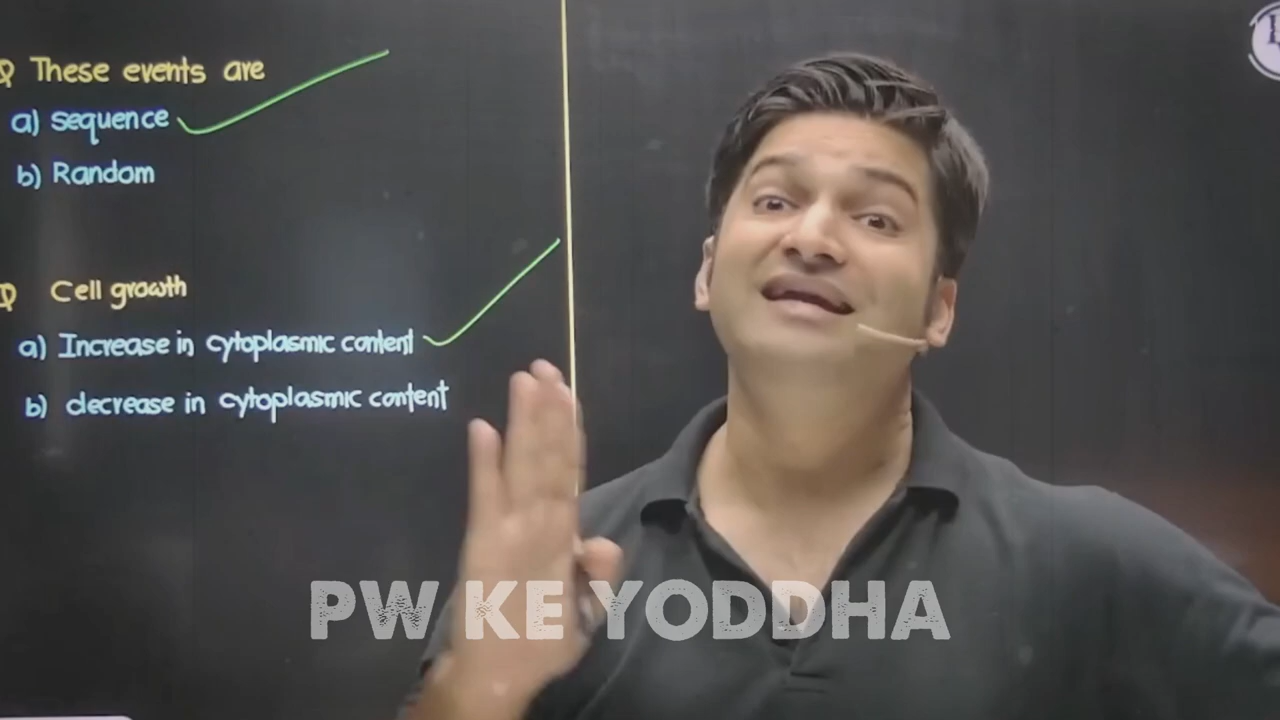 Q These events are
a) sequence
b) Random
Q Cell growth
a) Increase in cytoplasmic content
b) decrease in cytoplasmic content
PW KE YODDHA